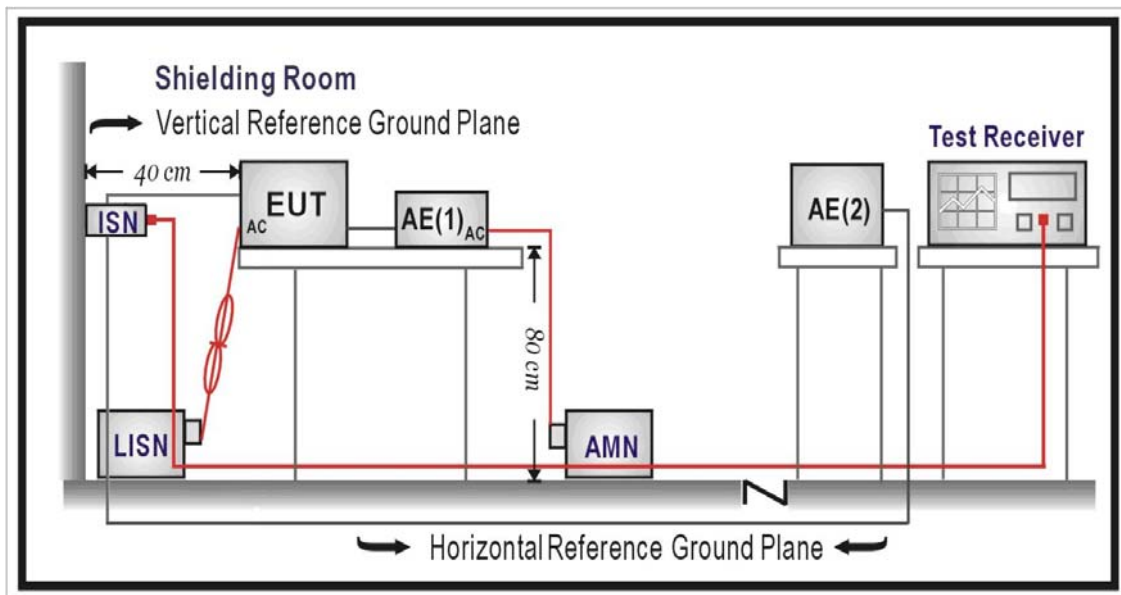 Shielding Room
Vertical Reference Ground Plane
Test Receiver
40 cm
EUT
AC
ISN
AE(1) AC
AE(2)
80 cm
LISN
AMN
Horizontal Reference Ground Plane